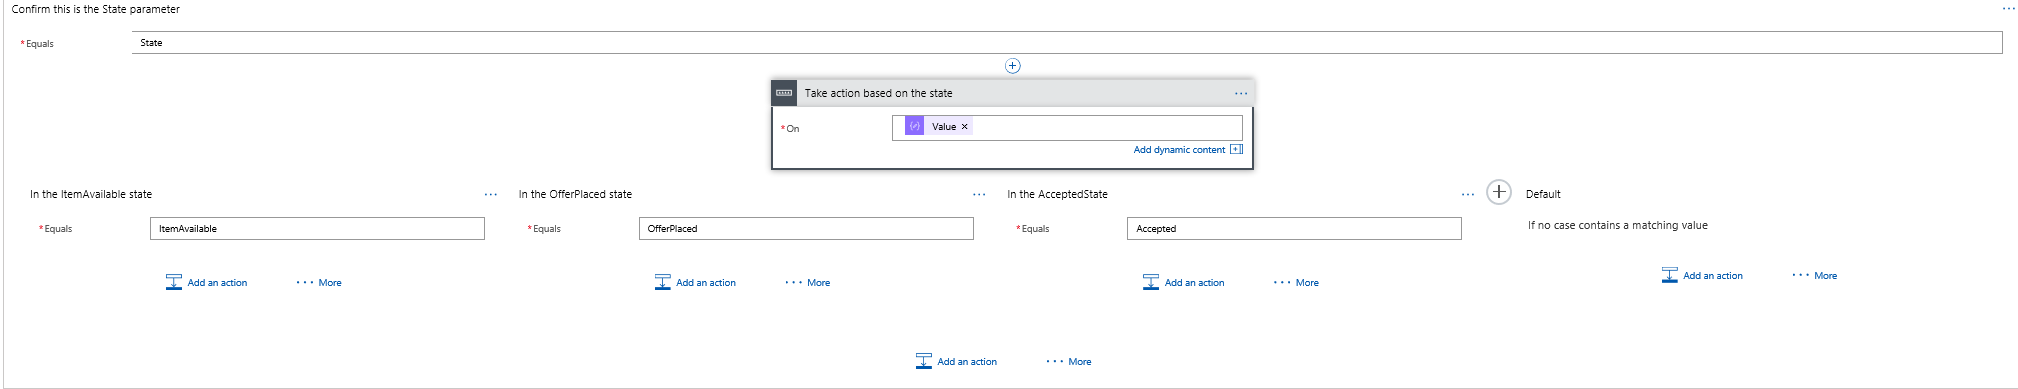 Confirm this is the State parameter
* Equals State
Take action based on the state
* On Value ×
Add dynamic content
In the ItemAvailable state
* Equals ItemAvailable
Add an action ··· More
In the OfferPlaced state
* Equals OfferPlaced
Add an action ··· More
In the AcceptedState
* Equals Accepted
Add an action ··· More
Default
If no case contains a matching value
Add an action ··· More
Add an action ··· More